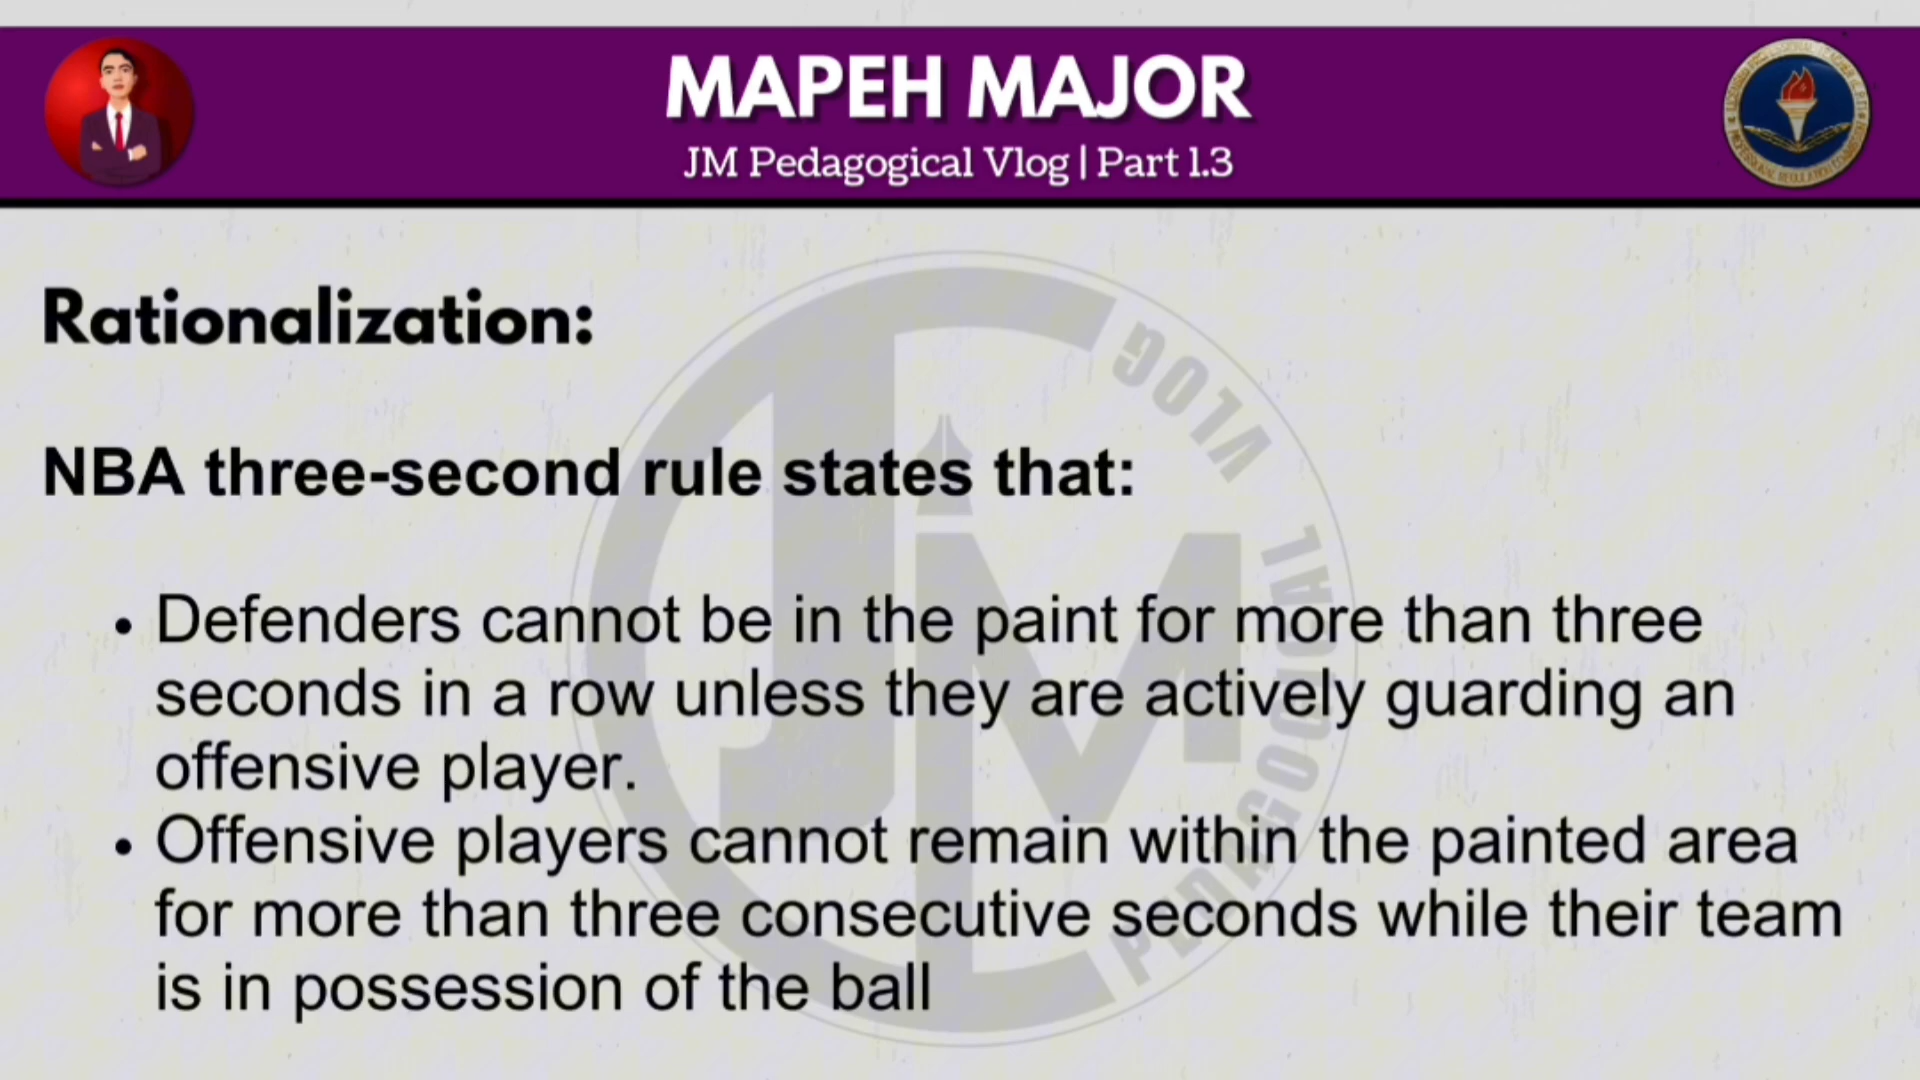 MAPEH MAJOR
JM Pedagogical Vlog | Part 1.3
Rationalization:
NBA three-second rule states that:
• Defenders cannot be in the paint for more than three
seconds in a row unless they are actively guarding an
offensive player.
• Offensive players cannot remain within the painted area
for more than three consecutive seconds while their team
is in possession of the ball
JM
PEDAGOGICAL VLOG